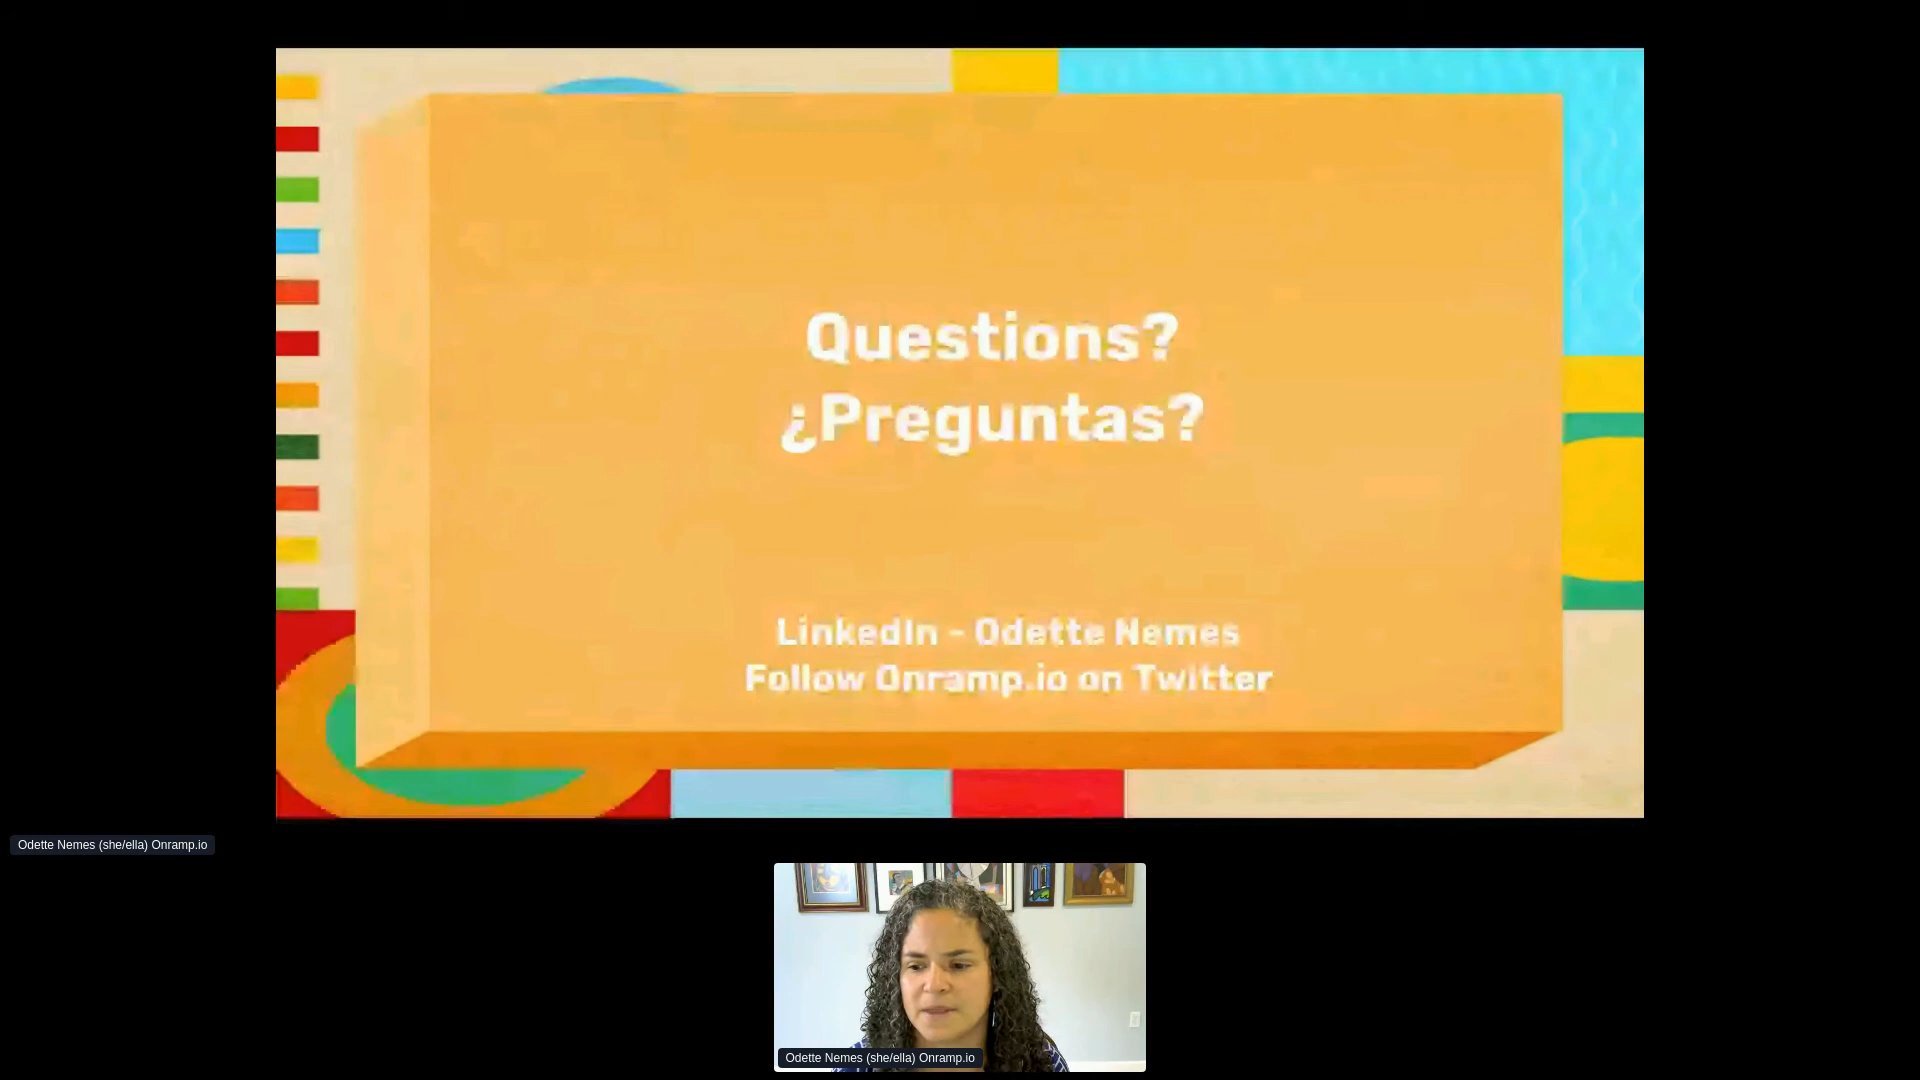 Questions?
¿Preguntas?
LinkedIn - Odette Nemes
Follow Onramp.io on Twitter
Odette Nemes (she/ella) Onramp.io
Odette Nemes (she/ella) Onramp.io